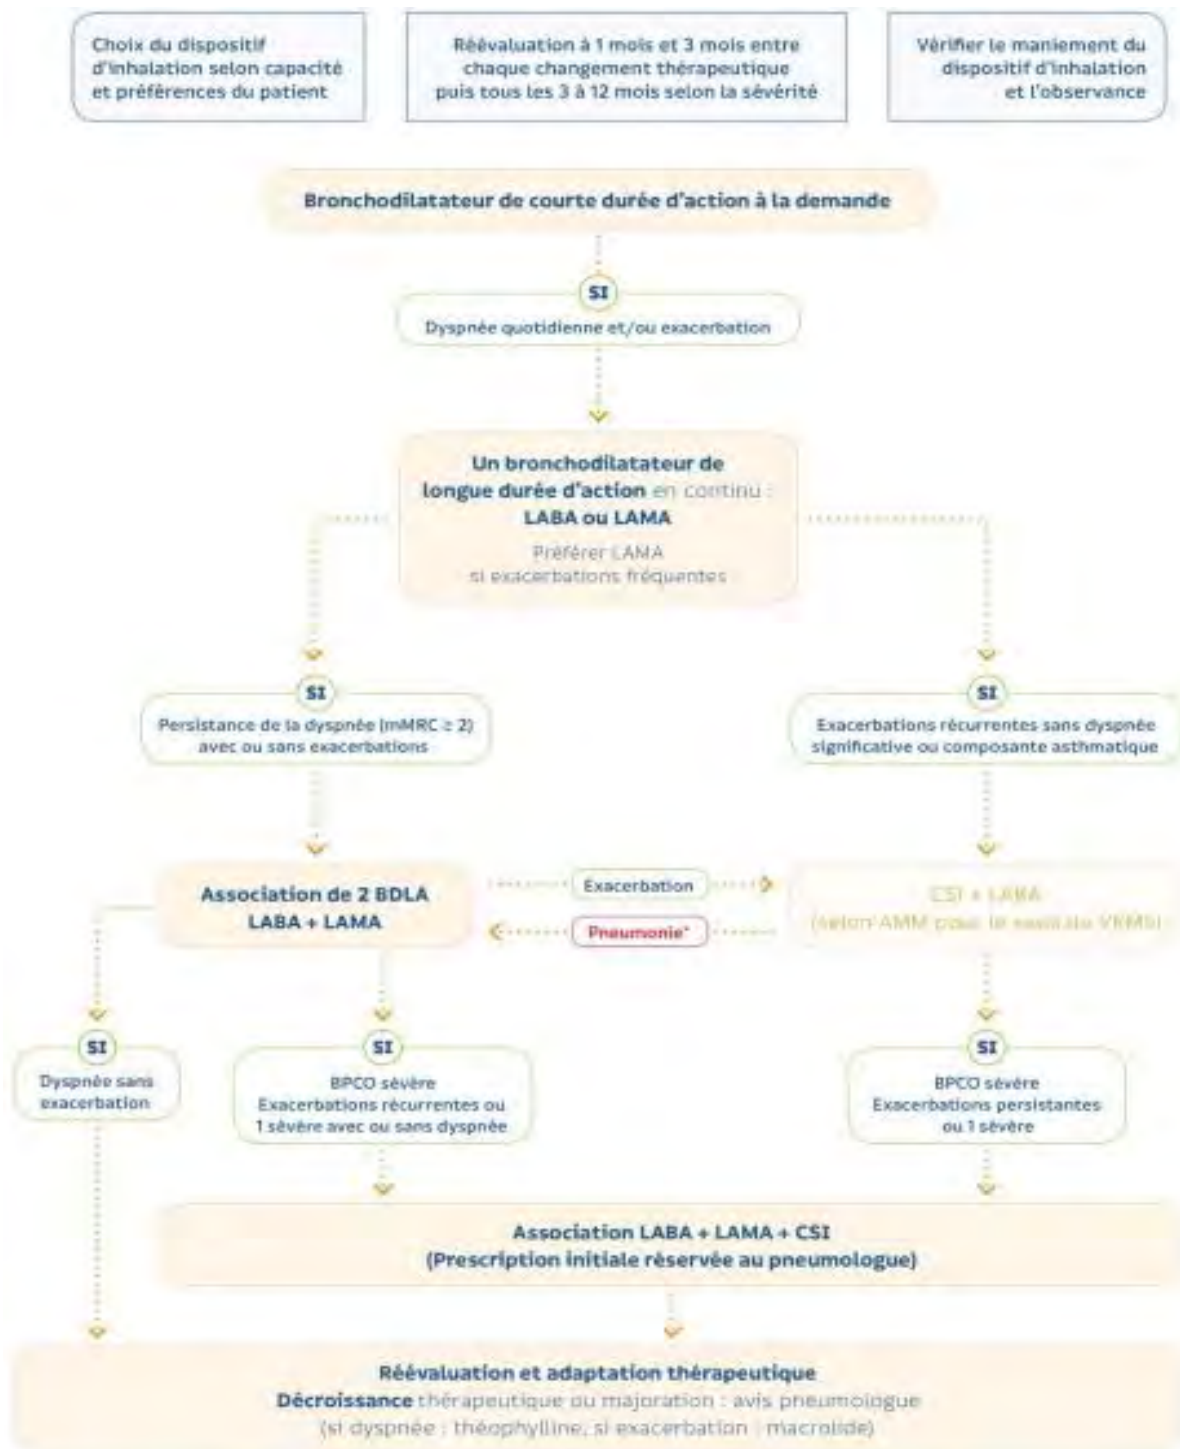 Choix du dispositif
d'inhalation selon capacité
et préférences du patient
Réévaluation à 1 mois et 3 mois entre
chaque changement thérapeutique
puis tous les 3 à 12 mois selon la sévérité
Vérifier le maniement du
dispositif d'inhalation
et l'observance
Bronchodilatateur de courte durée d'action à la demande
SI
Dyspnée quotidienne et/ou exacerbation
Un bronchodilatateur de
longue durée d'action en continu :
LABA ou LAMA
Préférer LAMA
si exacerbations fréquentes
SI
Persistance de la dyspnée (mMRC ≥ 2)
avec ou sans exacerbations
SI
Exacerbations récurrentes sans dyspnée
significative ou composante asthmatique
Association de 2 BDLA
LABA + LAMA
Exacerbation
Pneumonie*
CSI + LABA
(selon AMM pour le seuil du VEMS)
SI
Dyspnée sans
exacerbation
SI
BPCO sévère
Exacerbations récurrentes ou
1 sévère avec ou sans dyspnée
SI
BPCO sévère
Exacerbations persistantes
ou 1 sévère
Association LABA + LAMA + CSI
(Prescription initiale réservée au pneumologue)
Réévaluation et adaptation thérapeutique
Décroissance thérapeutique ou majoration : avis pneumologue
(si dyspnée : théophylline, si exacerbation : macrolide)